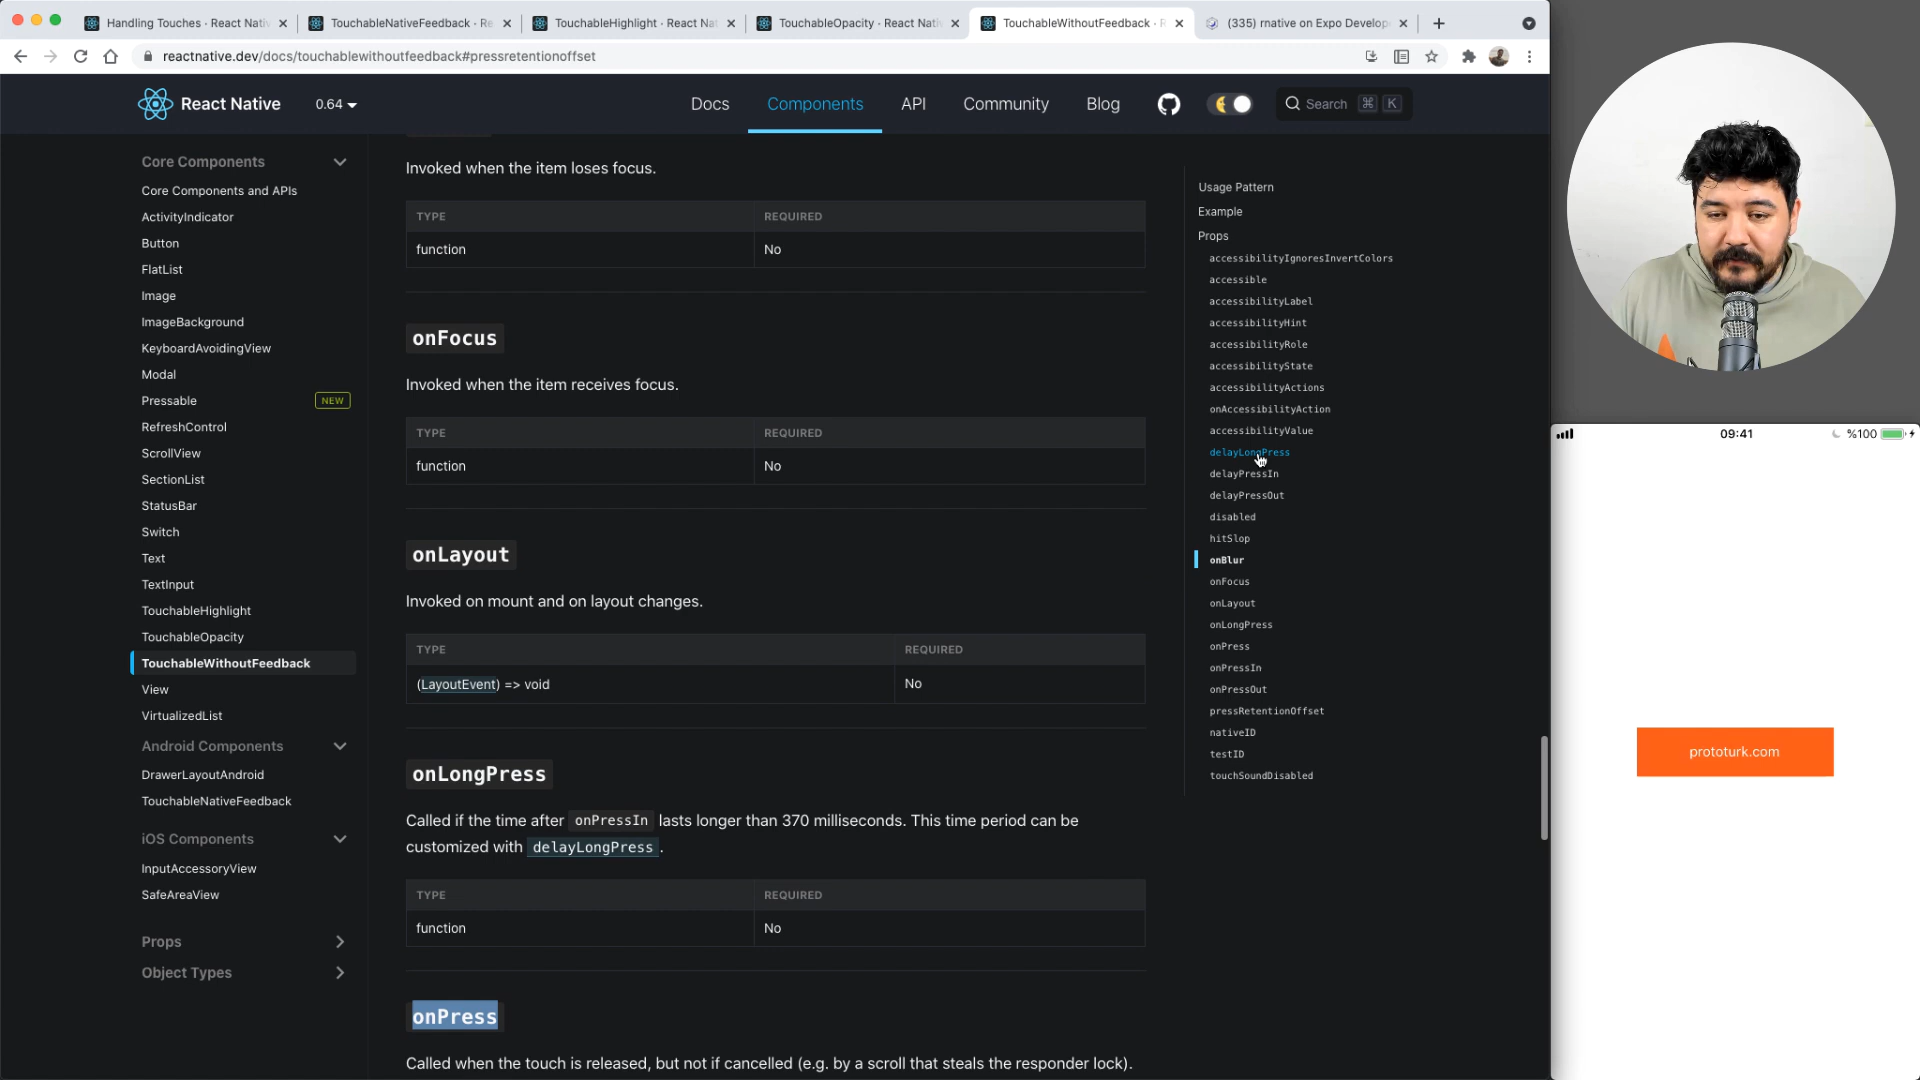 Handling Touches · React Nativ
TouchableNativeFeedback · Re
TouchableHighlight · React Nat
TouchableOpacity · React Nativ
TouchableWithoutFeedback · R
(335) rnative on Expo Develop
reactnative.dev/docs/touchablewithoutfeedback#pressretentionoffset
React Native
0.64
Docs
Components
API
Community
Blog
Search ⌘ K
Core Components
Core Components and APIs
ActivityIndicator
Button
FlatList
Image
ImageBackground
KeyboardAvoidingView
Modal
Pressable NEW
RefreshControl
ScrollView
SectionList
StatusBar
Switch
Text
TextInput
TouchableHighlight
TouchableOpacity
TouchableWithoutFeedback
View
VirtualizedList
Android Components
DrawerLayoutAndroid
TouchableNativeFeedback
iOS Components
InputAccessoryView
SafeAreaView
Props
Object Types
Invoked when the item loses focus.
TYPE REQUIRED
function No
onFocus
Invoked when the item receives focus.
TYPE REQUIRED
function No
onLayout
Invoked on mount and on layout changes.
TYPE REQUIRED
(LayoutEvent) => void No
onLongPress
Called if the time after onPressIn lasts longer than 370 milliseconds. This time period can be
customized with delayLongPress.
TYPE REQUIRED
function No
onPress
Called when the touch is released, but not if cancelled (e.g. by a scroll that steals the responder lock).
Usage Pattern
Example
Props
accessibilityIgnoresInvertColors
accessible
accessibilityLabel
accessibilityHint
accessibilityRole
accessibilityState
accessibilityActions
onAccessibilityAction
accessibilityValue
delayLongPress
delayPressIn
delayPressOut
disabled
hitSlop
onBlur
onFocus
onLayout
onLongPress
onPress
onPressIn
onPressOut
pressRetentionOffset
nativeID
testID
touchSoundDisabled
09:41
%100
prototurk.com